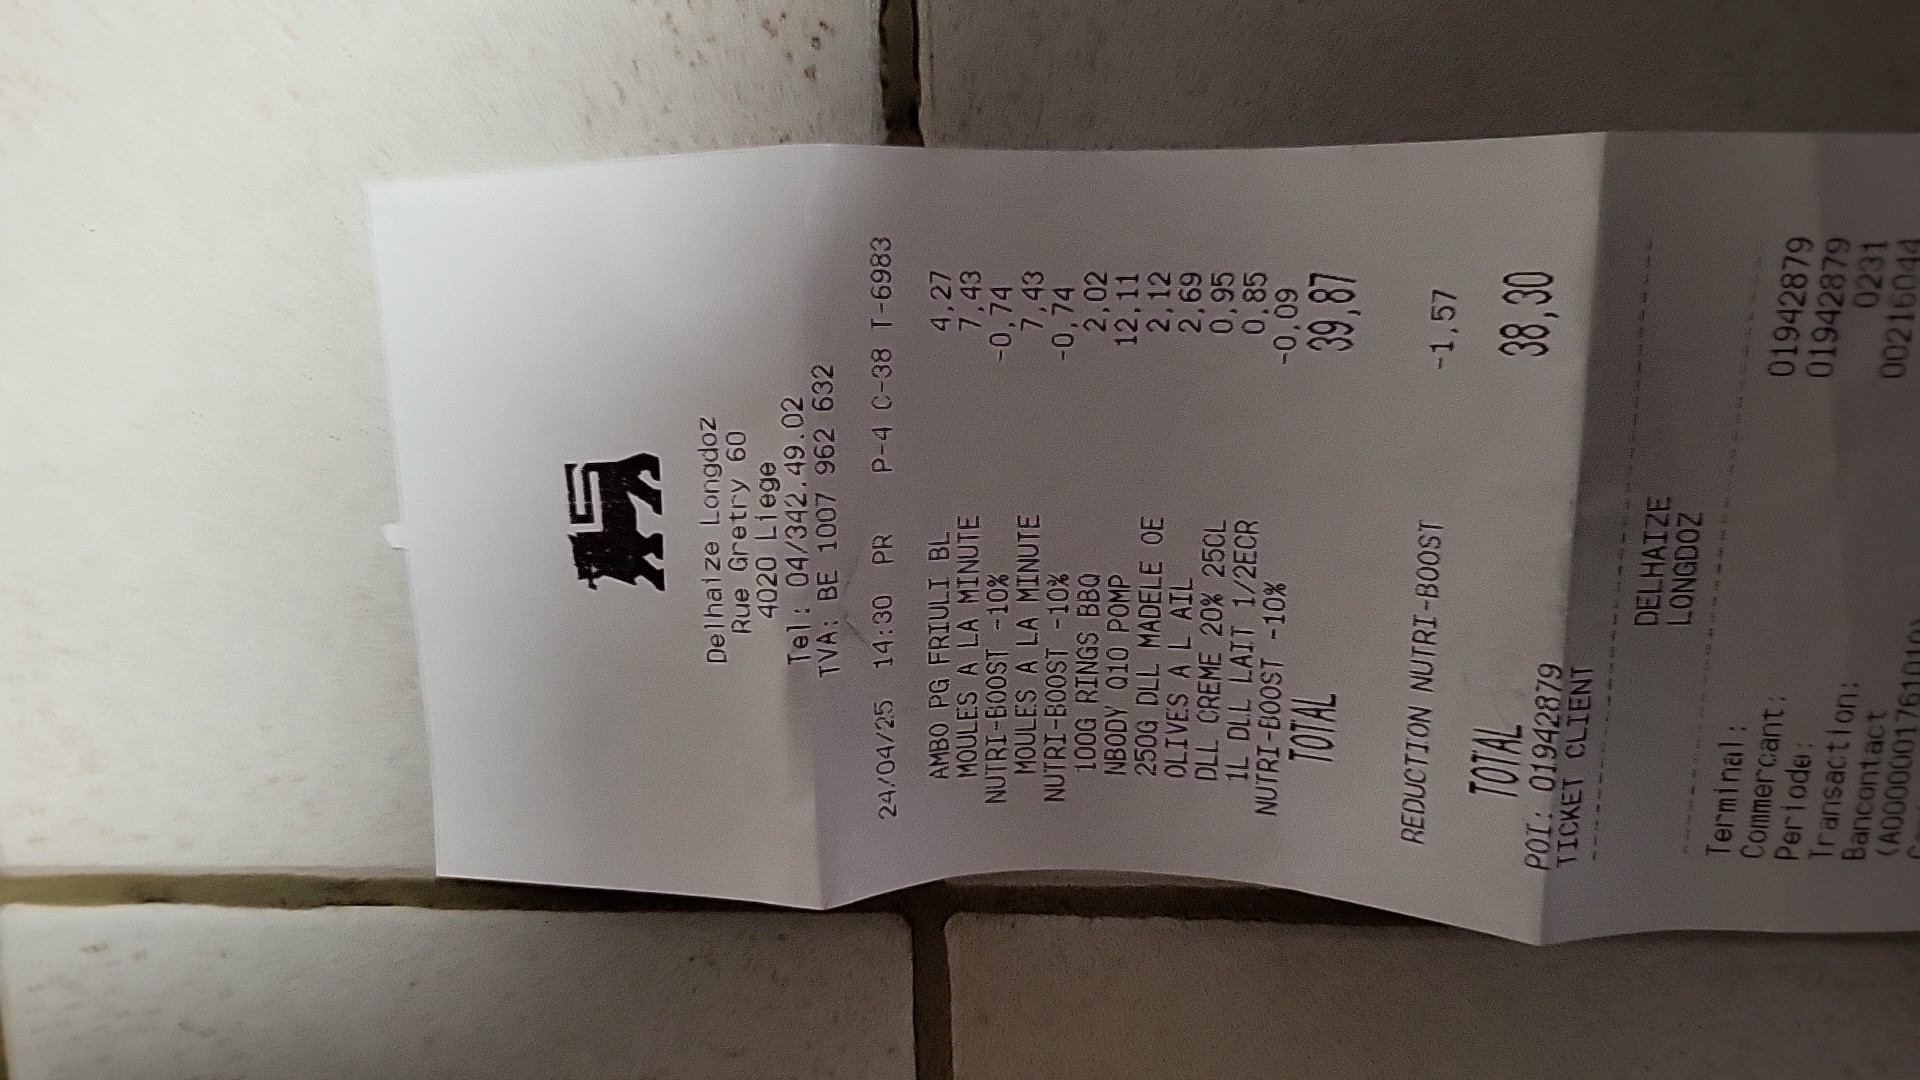 Delhaize Longdoz
Rue Gretry 60
4020 Liege
Tel : 04/342.49.02
TVA: BE 1007 962 632
24/04/25 14:30 PR P-4 C-38 T-6983
AMBO PG FRIULI BL 4,27
MOULES A LA MINUTE 7,43
NUTRI-BOOST -10% -0,74
MOULES A LA MINUTE 7,43
NUTRI-BOOST -10% -0,74
100G RINGS BBQ 2,02
NBODY Q10 POMP 12,11
250G DLL MADELE OE 2,12
OLIVES A L AIL 2,69
DLL CREME 20% 25CL 0,95
1L DLL LAIT 1/2ECR 0,85
NUTRI-BOOST -10% -0,09
TOTAL 39,87
REDUCTION NUTRI-BOOST -1,57
TOTAL 38,30
POI: 01942879
TICKET CLIENT
DELHAIZE
LONGDOZ
Terminal: 01942879
Commercant: 01942879
Periode: 0231
Transaction: 00216044
Bancontact